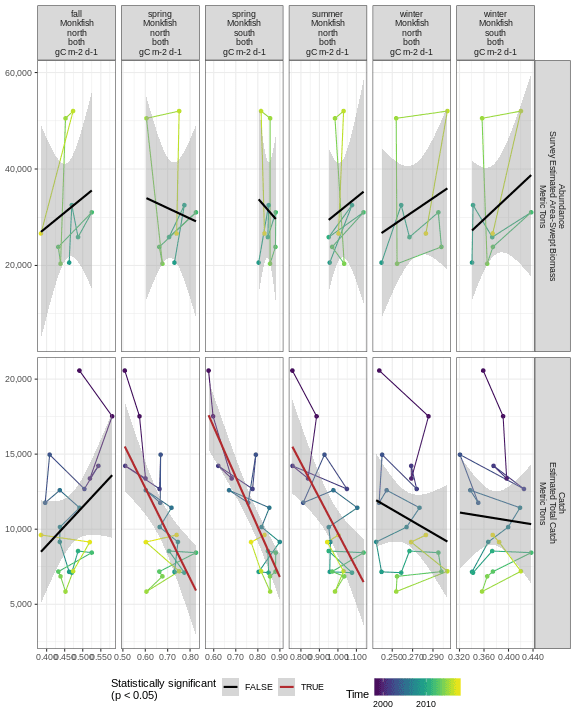 fall
Monkfish
north
both
gC m-2 d-1
spring
Monkfish
north
both
gC m-2 d-1
spring
Monkfish
south
both
gC m-2 d-1
summer
Monkfish
north
both
gC m-2 d-1
winter
Monkfish
north
both
gC m-2 d-1
winter
Monkfish
south
both
gC m-2 d-1
60,000
40,000
20,000
Abundance
Survey Estimated Area-Swept Biomass
Metric Tons
20,000
15,000
10,000
5,000
Catch
Estimated Total Catch
Metric Tons
0.400 0.450 0.500 0.550
0.50 0.60 0.70 0.80
0.60 0.70 0.80 0.90
0.800 0.900 1.000 1.100
0.250 0.270 0.290
0.320 0.360 0.400 0.440
Statistically significant
(p < 0.05)
FALSE
TRUE
Time
2000
2010